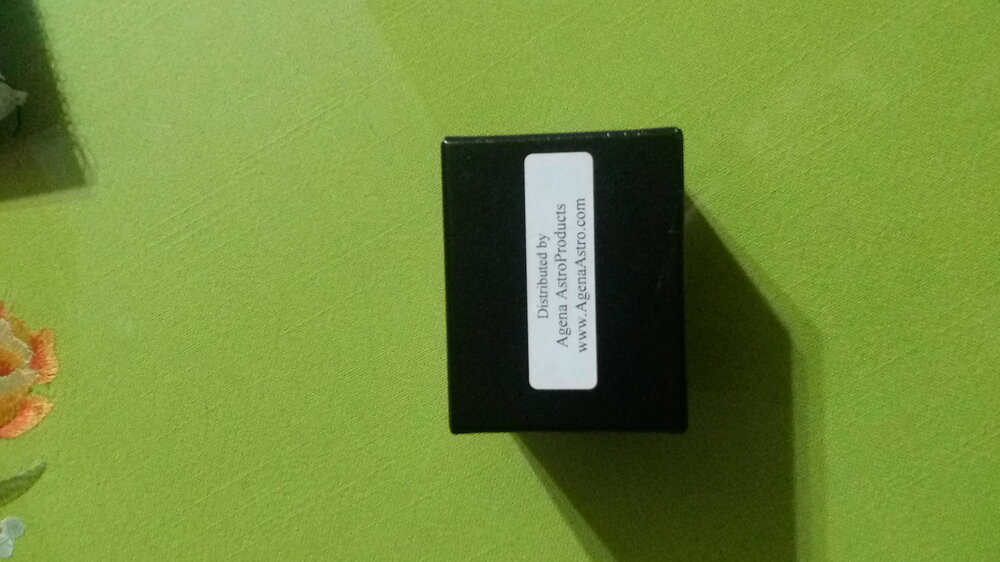 Distributed by
Agena AstroProducts
www.AgenaAstro.com